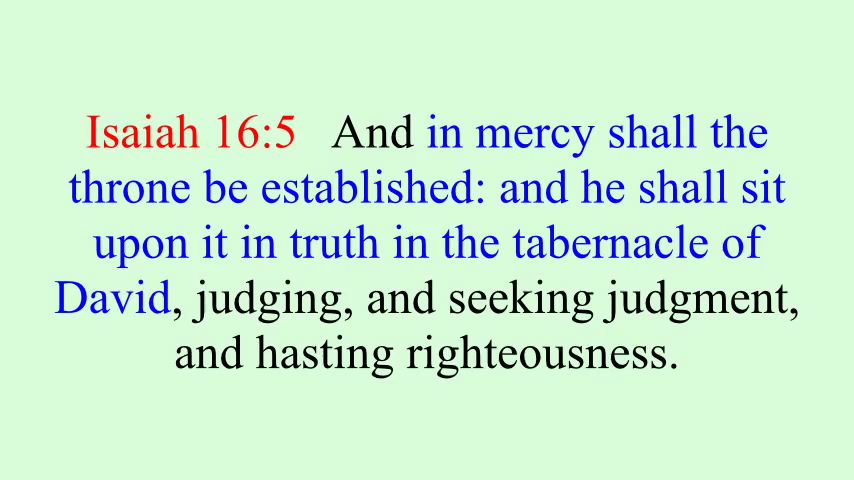 Isaiah 16:5   And in mercy shall the
throne be established: and he shall sit
upon it in truth in the tabernacle of
David, judging, and seeking judgment,
and hasting righteousness.